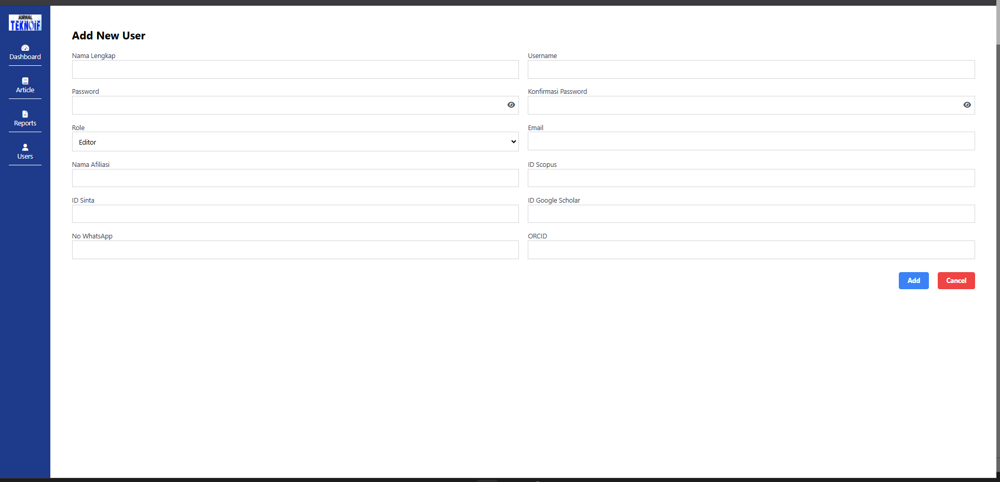 JURNAL
TEKNOIF
Dashboard
Article
Reports
Users
Add New User
Nama Lengkap
Username
Password
Konfirmasi Password
Role
Editor
Email
Nama Afiliasi
ID Scopus
ID Sinta
ID Google Scholar
No WhatsApp
ORCID
Add
Cancel